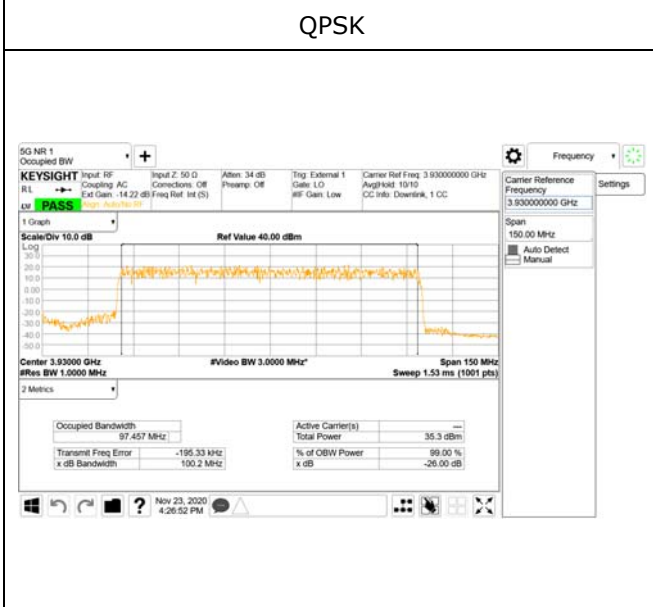 QPSK
5G NR 1
Occupied BW
KEYSIGHT
RL
PASS
Input: RF
Coupling: AC
Ext Gain: -14.22 dB
Align: Auto/No RF
Input Z: 50 Ω
Corrections: Off
Freq Ref: Int (S)
Atten: 34 dB
Preamp: Off
Trig: External 1
Gate: LO
#IF Gain: Low
Carrier Ref Freq: 3.930000000 GHz
Avg|Hold: 10/10
CC Info: Downlink, 1 CC
Frequency
Carrier Reference
Frequency
3.930000000 GHz
Settings
Span
150.00 MHz
Auto Detect
Manual
1 Graph
Scale/Div 10.0 dB
Ref Value 40.00 dBm
Log
30.0
20.0
10.0
0.00
-10.0
-20.0
-30.0
-40.0
-50.0
Center 3.93000 GHz
#Video BW 3.0000 MHz*
Span 150 MHz
#Res BW 1.0000 MHz
Sweep 1.53 ms (1001 pts)
2 Metrics
Occupied Bandwidth
97.457 MHz
Active Carrier(s) ---
Total Power 35.3 dBm
Transmit Freq Error -195.33 kHz
% of OBW Power 99.00 %
x dB Bandwidth 100.2 MHz
x dB -26.00 dB
Nov 23, 2020
4:26:52 PM